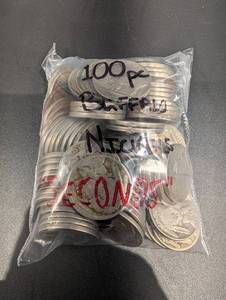 100pc
BUFFALO
Nickels
"SECONDS"